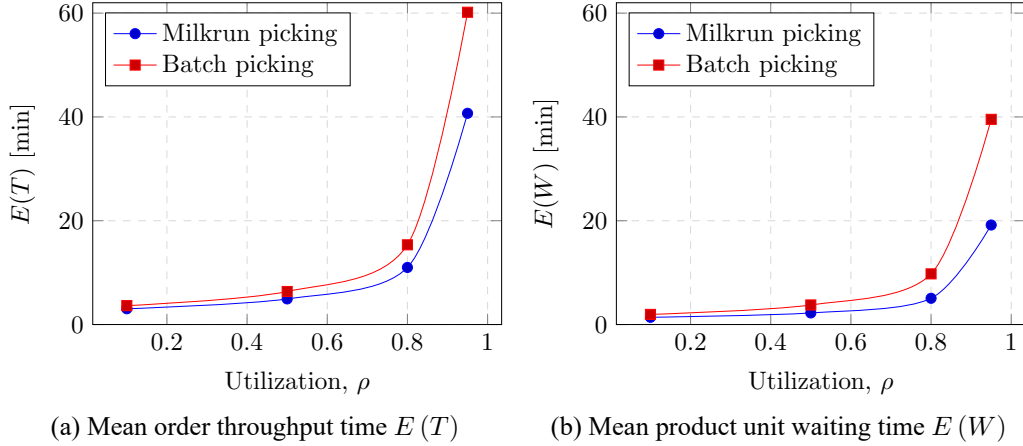 60
40
20
0
E(T) [min]
Milkrun picking
Batch picking
0.2 0.4 0.6 0.8 1
Utilization, ρ
(a) Mean order throughput time E (T)
60
40
20
0
E(W) [min]
Milkrun picking
Batch picking
0.2 0.4 0.6 0.8 1
Utilization, ρ
(b) Mean product unit waiting time E (W)